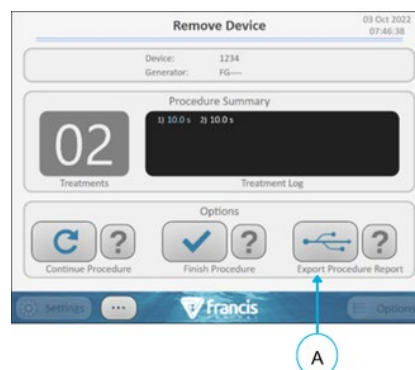 Remove Device
03 Oct 2022
07:46:38
Device: 1234
Generator: FG----
Procedure Summary
02
1) 10.0 s 2) 10.0 s
Treatments
Treatment Log
Options
? ? ?
Continue Procedure
Finish Procedure
Export Procedure Report
Settings
...
francis
Options
A